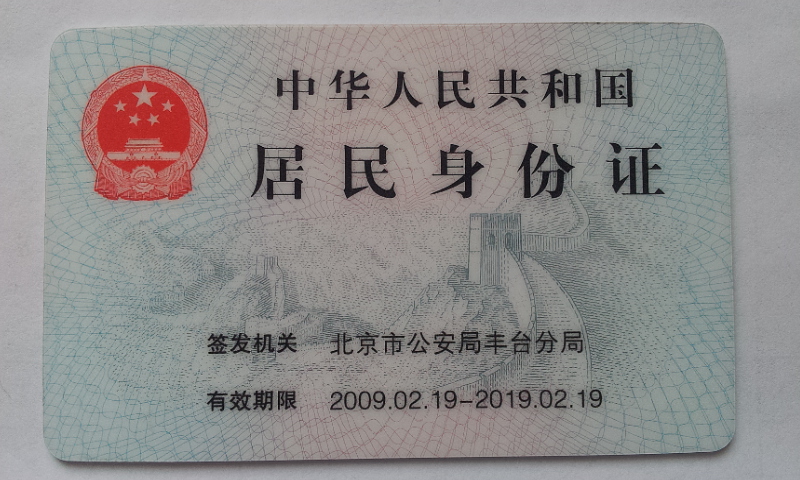 中华人民共和国
居民身份证
签发机关 北京市公安局丰台分局
有效期限 2009.02.19-2019.02.19